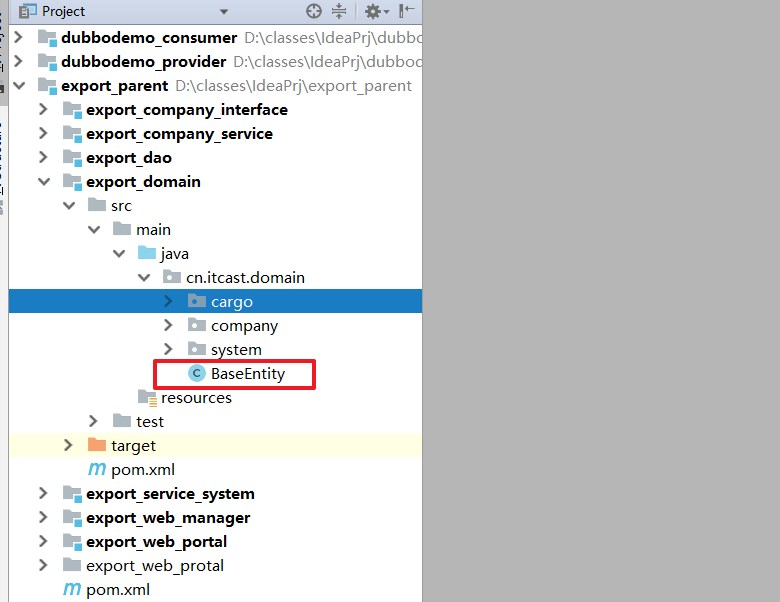 Project
dubbodemo_consumer D:\classes\IdeaPrj\dubbo
dubbodemo_provider D:\classes\IdeaPrj\dubbod
export_parent D:\classes\IdeaPrj\export_parent
export_company_interface
export_company_service
export_dao
export_domain
src
main
java
cn.itcast.domain
cargo
company
system
C BaseEntity
resources
test
target
m pom.xml
export_service_system
export_web_manager
export_web_portal
export_web_protal
m pom.xml